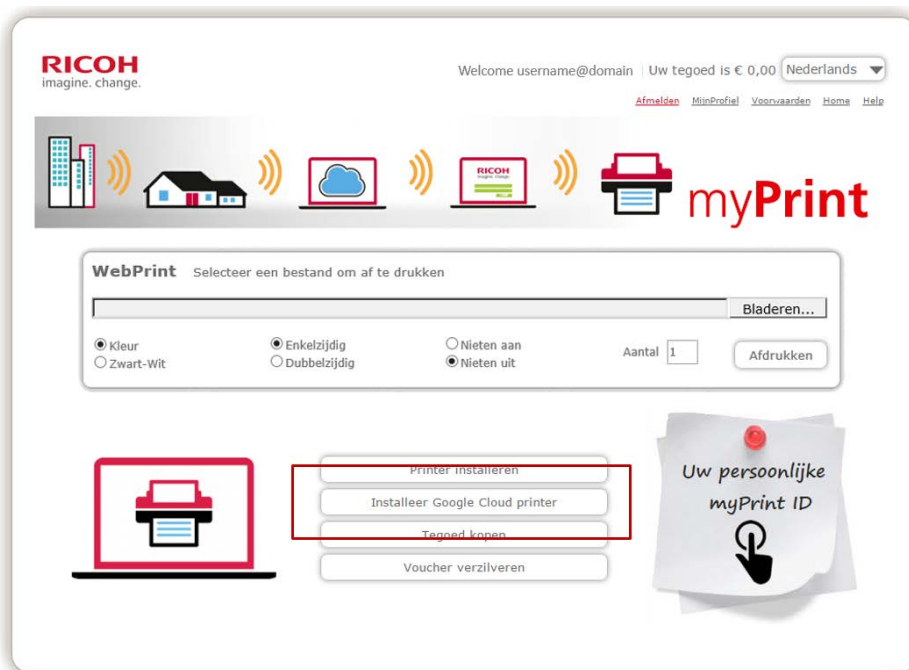 RICOH
imagine. change.
Welcome username@domain Uw tegoed is € 0,00 Nederlands
Afmelden MijnProfiel Voorwaarden Home Help
RICOH
imagine. change.
myPrint
WebPrint Selecteer een bestand om af te drukken
Bladeren...
Kleur Enkelzijdig Nieten aan
Zwart-Wit Dubbelzijdig Nieten uit
Aantal 1 Afdrukken
Printer installeren
Installeer Google Cloud printer
Tegoed kopen
Voucher verzilveren
Uw persoonlijke
myPrint ID